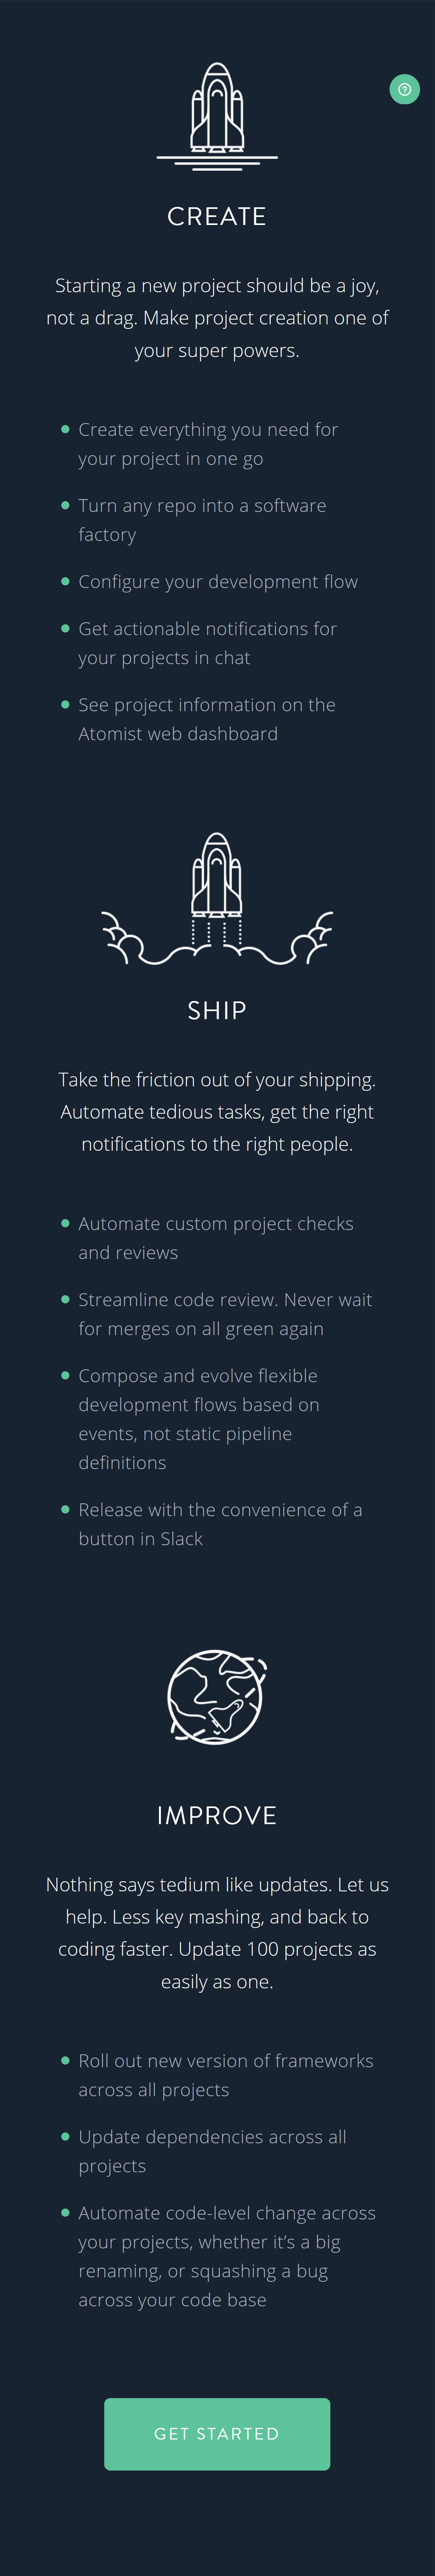 CREATE
Starting a new project should be a joy,
not a drag. Make project creation one of
your super powers.
Create everything you need for
your project in one go
Turn any repo into a software
factory
Configure your development flow
Get actionable notifications for
your projects in chat
See project information on the
Atomist web dashboard
SHIP
Take the friction out of your shipping.
Automate tedious tasks, get the right
notifications to the right people.
Automate custom project checks
and reviews
Streamline code review. Never wait
for merges on all green again
Compose and evolve flexible
development flows based on
events, not static pipeline
definitions
Release with the convenience of a
button in Slack
IMPROVE
Nothing says tedium like updates. Let us
help. Less key mashing, and back to
coding faster. Update 100 projects as
easily as one.
Roll out new version of frameworks
across all projects
Update dependencies across all
projects
Automate code-level change across
your projects, whether it’s a big
renaming, or squashing a bug
across your code base
GET STARTED